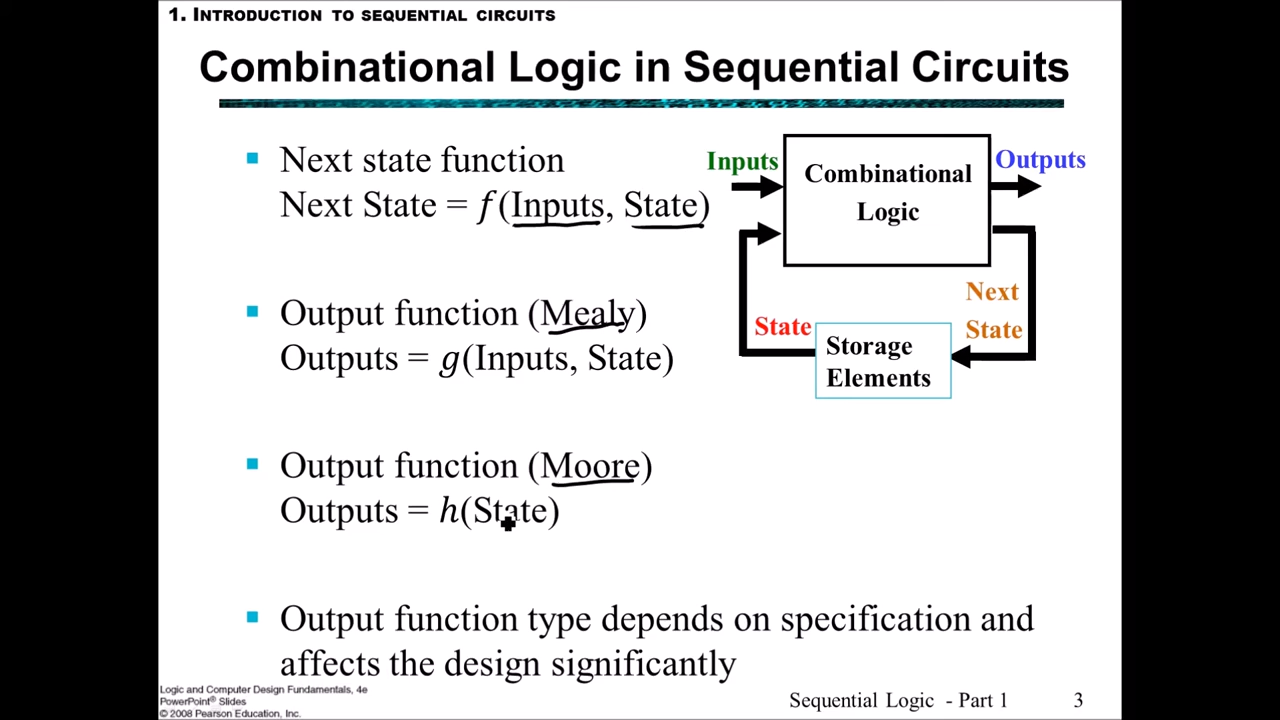 1. INTRODUCTION TO SEQUENTIAL CIRCUITS
Combinational Logic in Sequential Circuits
Next state function
Next State = f(Inputs, State)
Output function (Mealy)
Outputs = g(Inputs, State)
Output function (Moore)
Outputs = h(State)
Output function type depends on specification and
affects the design significantly
Inputs
Combinational
Logic
Outputs
Next
State
State
Storage
Elements
Logic and Computer Design Fundamentals, 4e
PowerPoint® Slides
© 2008 Pearson Education, Inc.
Sequential Logic - Part 1 3